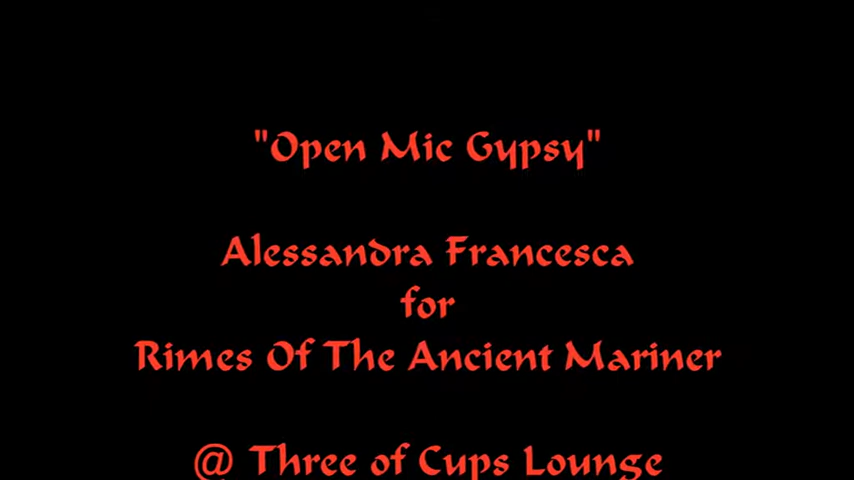 "Open Mic Gypsy"
Alessandra Francesca
for
Rimes Of The Ancient Mariner
@ Three of Cups Lounge